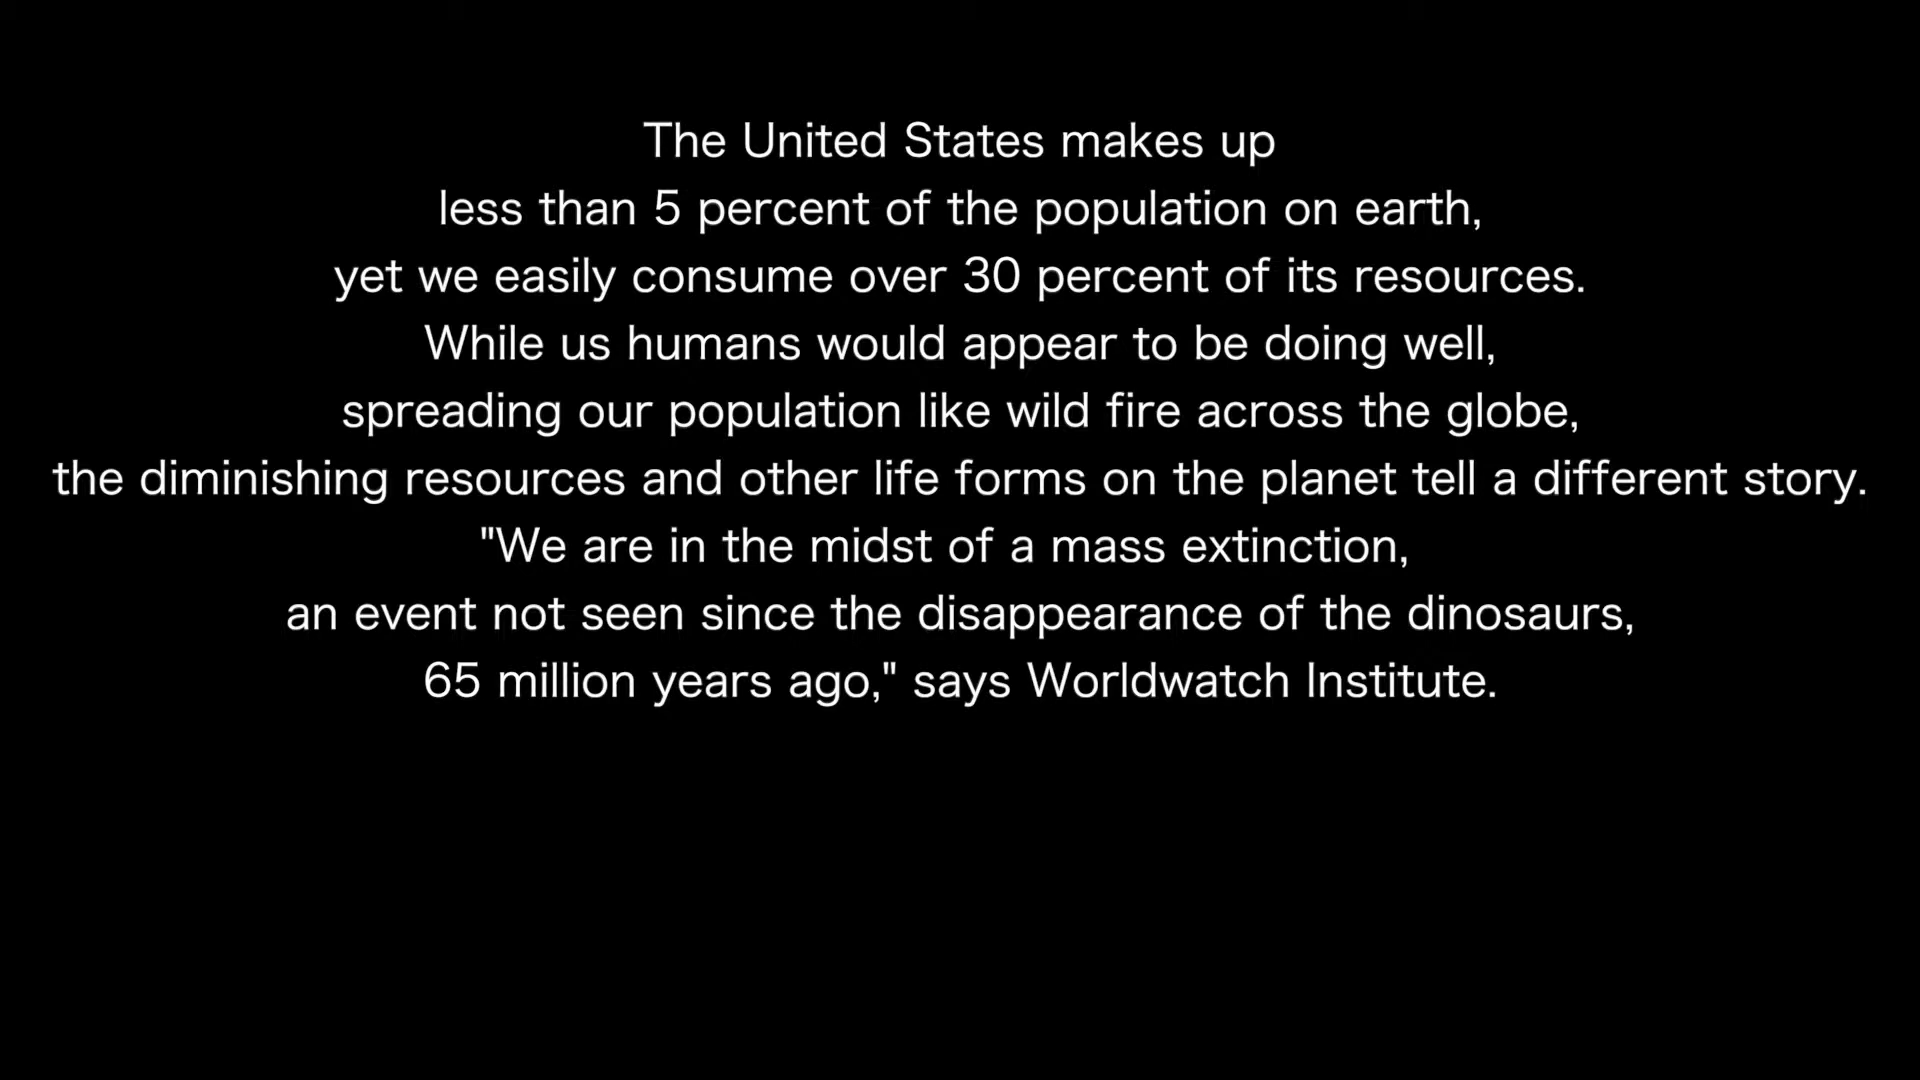 The United States makes up
less than 5 percent of the population on earth,
yet we easily consume over 30 percent of its resources.
While us humans would appear to be doing well,
spreading our population like wild fire across the globe,
the diminishing resources and other life forms on the planet tell a different story.
"We are in the midst of a mass extinction,
an event not seen since the disappearance of the dinosaurs,
65 million years ago," says Worldwatch Institute.